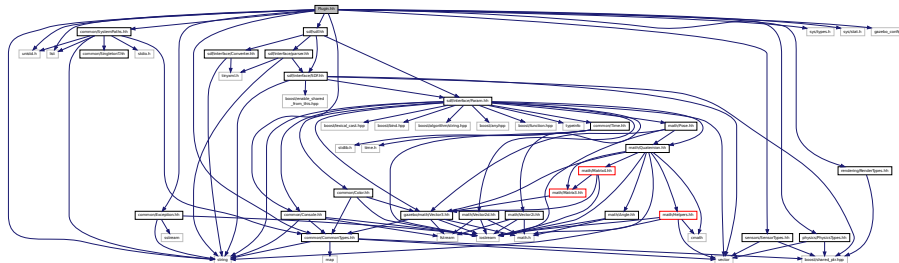 Plugin.hh
common/SystemPaths.hh
sdf/sdf.hh
sys/types.h
sys/stat.h
gazebo_config.h
unistd.h
list
common/SingletonT.hh
stdio.h
sdf/interface/Converter.hh
sdf/interface/parser.hh
tinyxml.h
sdf/interface/SDF.hh
boost/enable_shared
_from_this.hpp
sdf/interface/Param.hh
boost/lexical_cast.hpp
boost/bind.hpp
boost/algorithm/string.hpp
boost/any.hpp
boost/function.hpp
typeinfo
common/Time.hh
math/Pose.hh
stdlib.h
time.h
math/Quaternion.hh
math/Matrix4.hh
rendering/RenderTypes.hh
math/Matrix3.hh
common/Color.hh
common/Exception.hh
common/Console.hh
gazebo/math/Vector3.hh
math/Vector2d.hh
math/Vector2i.hh
math/Angle.hh
math/Helpers.hh
sstream
common/CommonTypes.hh
fstream
iostream
math.h
cmath
sensors/SensorTypes.hh
physics/PhysicsTypes.hh
string
map
vector
boost/shared_ptr.hpp